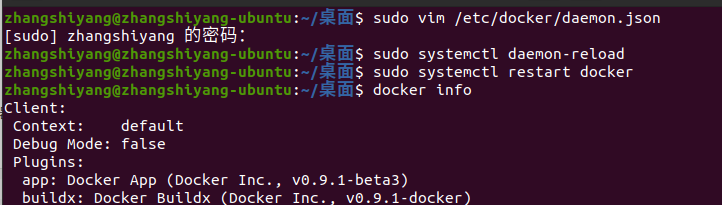 zhangshiyang@zhangshiyang-ubuntu:~/桌面$ sudo vim /etc/docker/daemon.json
[sudo] zhangshiyang 的密码：
zhangshiyang@zhangshiyang-ubuntu:~/桌面$ sudo systemctl daemon-reload
zhangshiyang@zhangshiyang-ubuntu:~/桌面$ sudo systemctl restart docker
zhangshiyang@zhangshiyang-ubuntu:~/桌面$ docker info
Client:
 Context:    default
 Debug Mode: false
 Plugins:
  app: Docker App (Docker Inc., v0.9.1-beta3)
  buildx: Docker Buildx (Docker Inc., v0.9.1-docker)